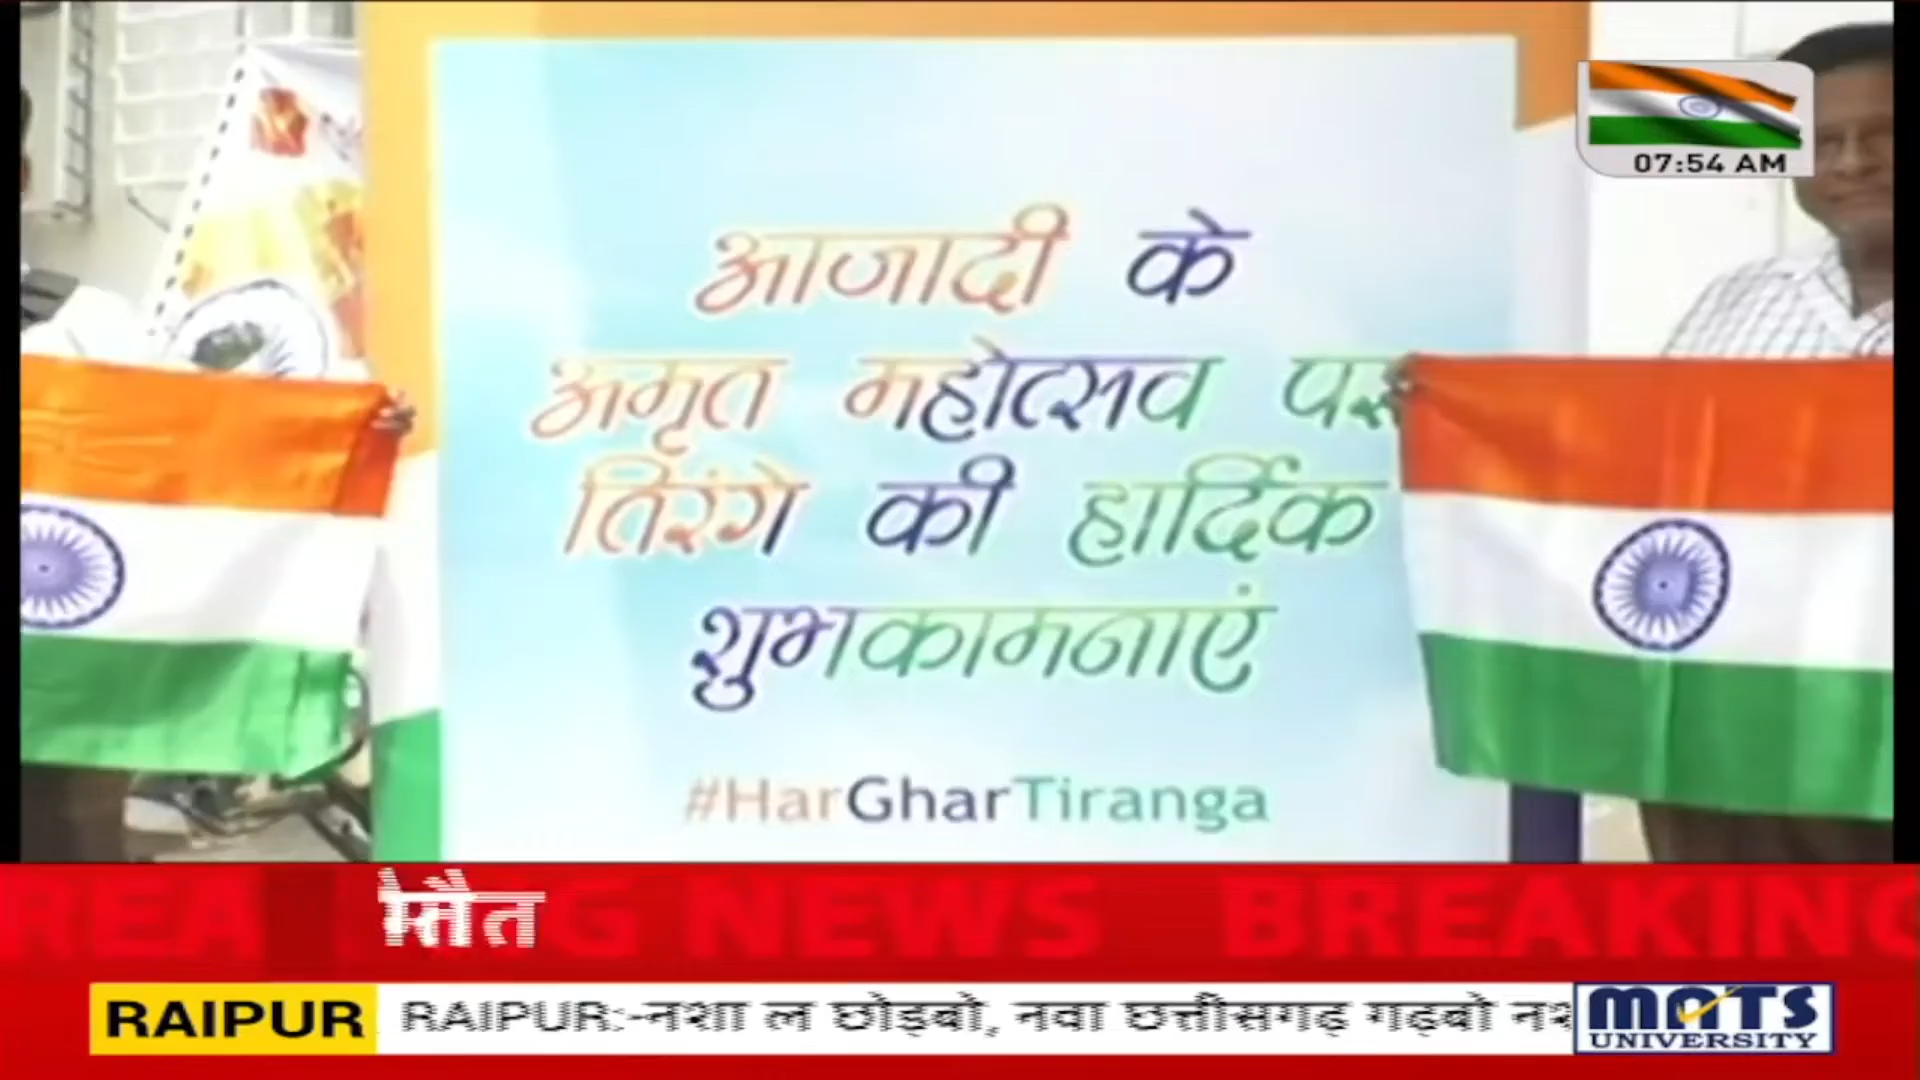 07:54 AM
आजादी के
अमृत महोत्सव पर
तिरंगे की हार्दिक
शुभकामनाएं
#HarGharTiranga
NEWS BREAKING
RAIPUR
RAIPUR:-नशा ल छोड़बो, नवा छत्तीसगढ़ गढ़बो
MATS
UNIVERSITY